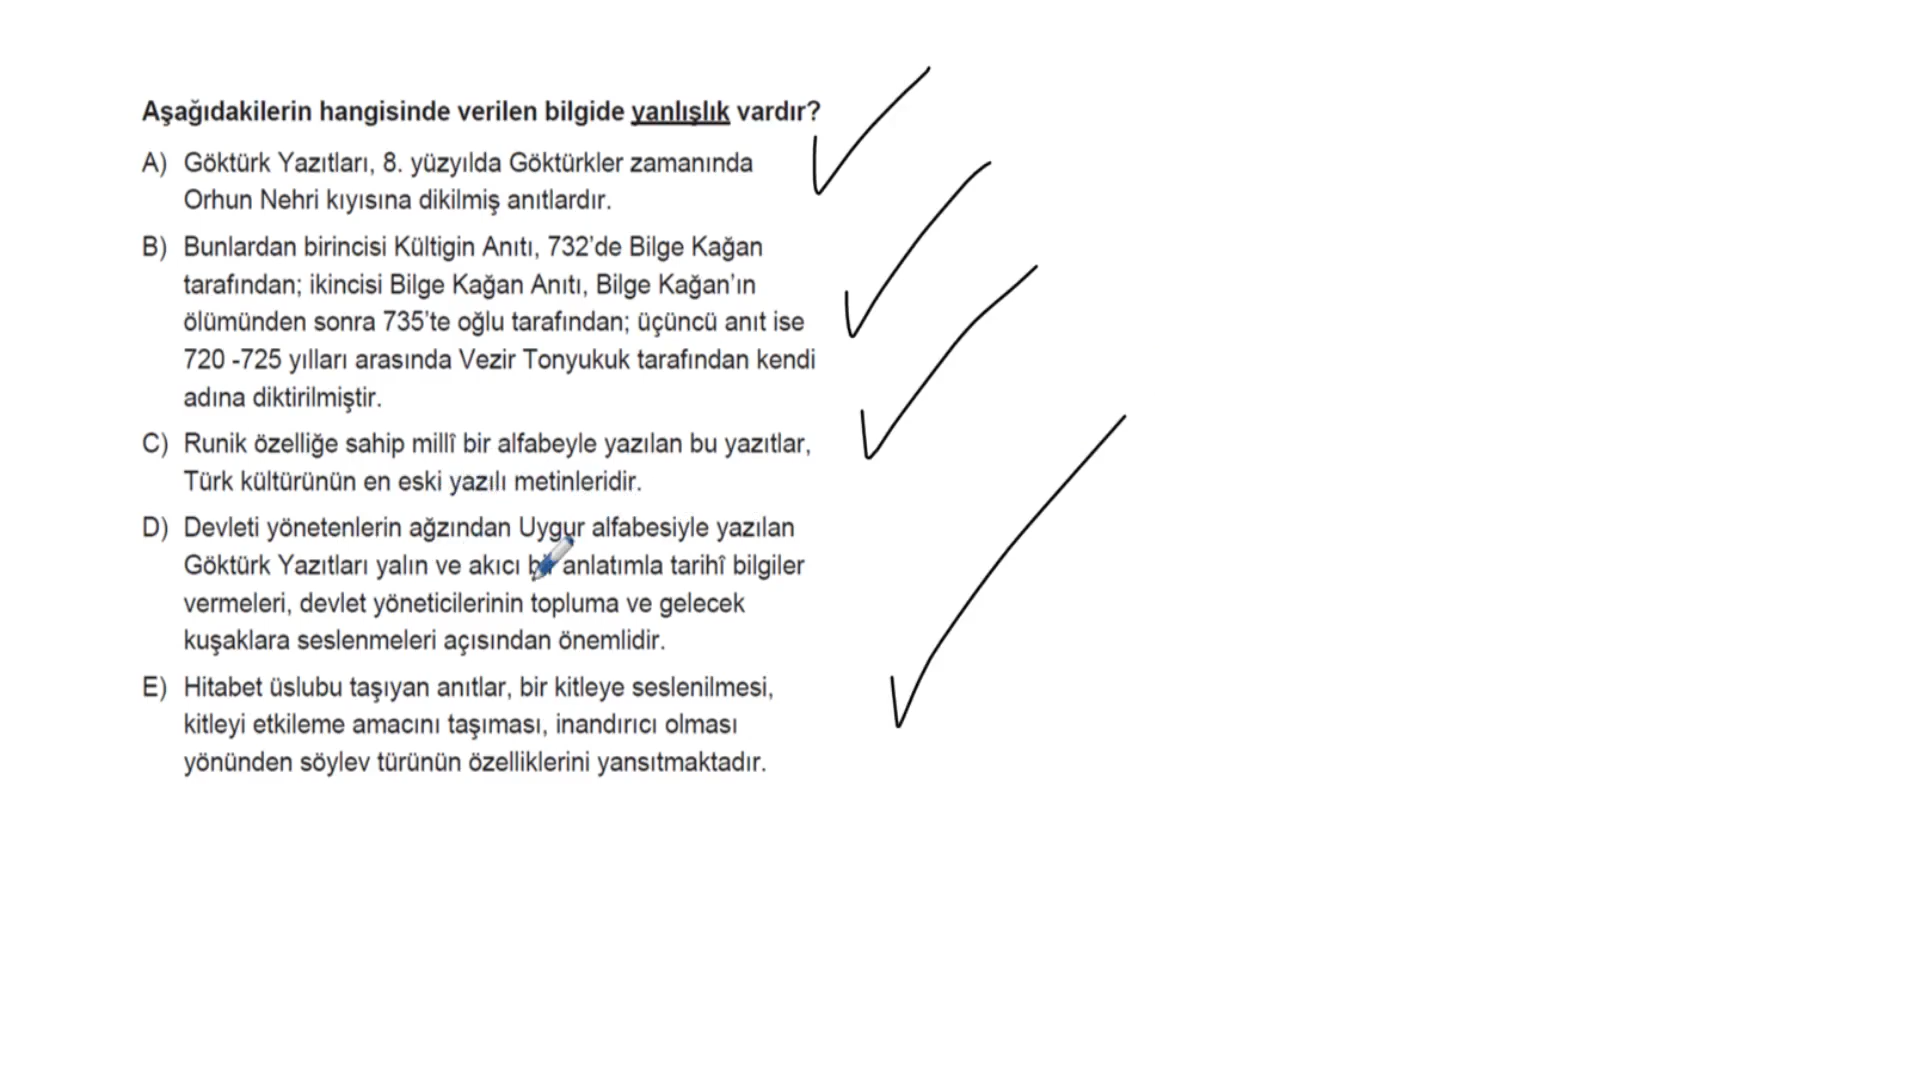 Aşağıdakilerin hangisinde verilen bilgide yanlışlık vardır?
A) Göktürk Yazıtları, 8. yüzyılda Göktürkler zamanında
Orhun Nehri kıyısına dikilmiş anıtlardır.
B) Bunlardan birincisi Kültigin Anıtı, 732’de Bilge Kağan
tarafından; ikincisi Bilge Kağan Anıtı, Bilge Kağan’ın
ölümünden sonra 735’te oğlu tarafından; üçüncü anıt ise
720 -725 yılları arasında Vezir Tonyukuk tarafından kendi
adına diktirilmiştir.
C) Runik özelliğe sahip millî bir alfabeyle yazılan bu yazıtlar,
Türk kültürünün en eski yazılı metinleridir.
D) Devleti yönetenlerin ağzından Uygur alfabesiyle yazılan
Göktürk Yazıtları yalın ve akıcı bir anlatımla tarihî bilgiler
vermeleri, devlet yöneticilerinin topluma ve gelecek
kuşaklara seslenmeleri açısından önemlidir.
E) Hitabet üslubu taşıyan anıtlar, bir kitleye seslenilmesi,
kitleyi etkileme amacını taşıması, inandırıcı olması
yönünden söylev türünün özelliklerini yansıtmaktadır.